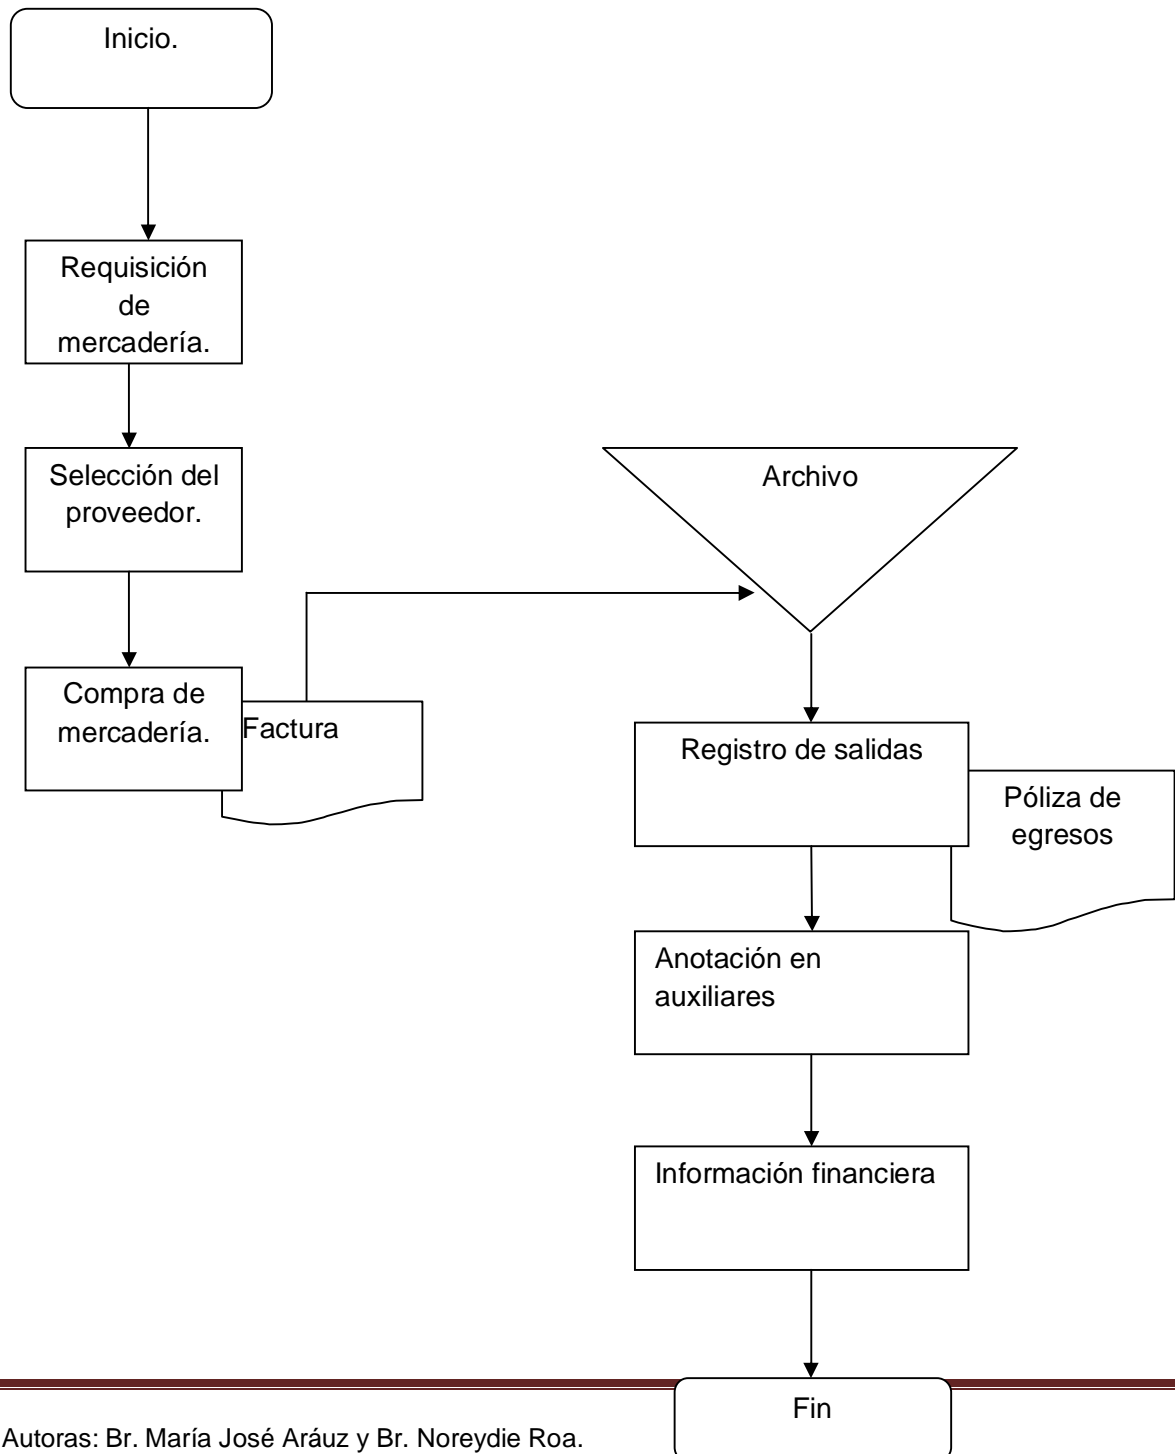 Inicio.
Requisición
de
mercadería.
Selección del
proveedor.
Compra de
mercadería.
Factura
Archivo
Registro de salidas
Póliza de
egresos
Anotación en
auxiliares
Información financiera
Fin
Autoras: Br. María José Aráuz y Br. Noreydie Roa.